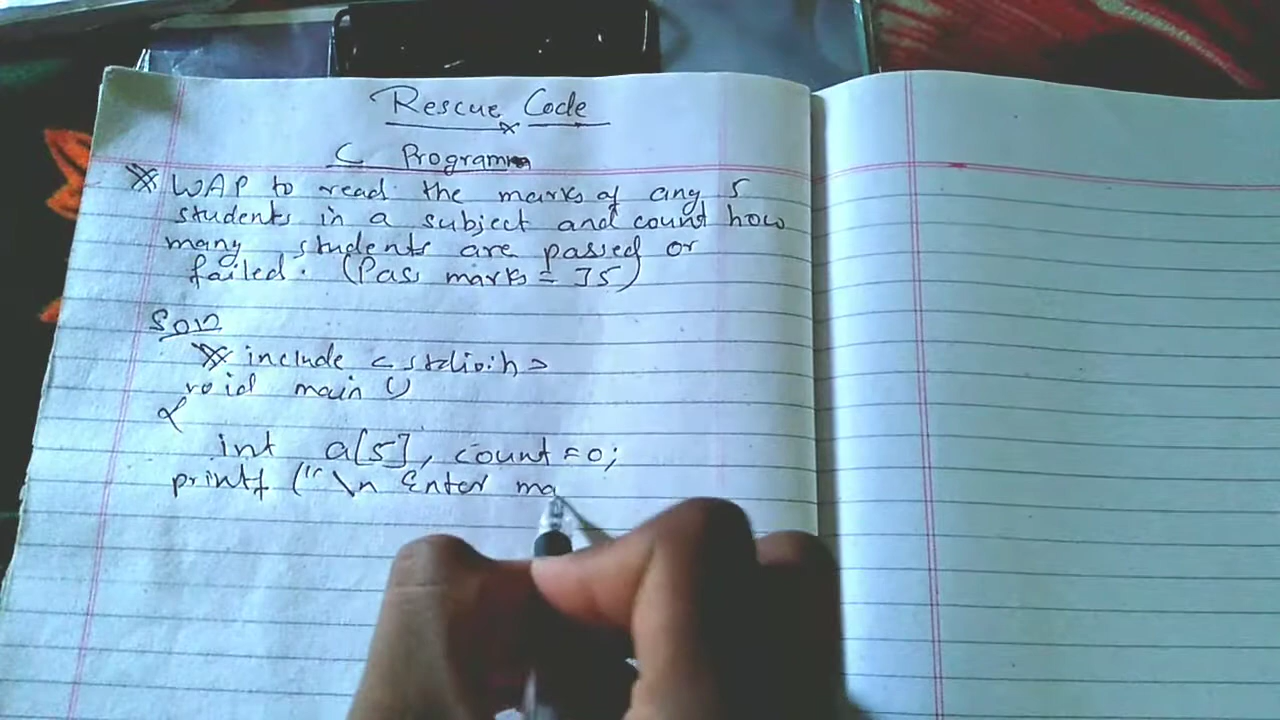 Rescue Code
C Program
* WAP to read the marks of any 5
students in a subject and count how
many students are passed or
failed. (Pass marks = 35)
Soln
# include <stdio.h>
void main ()
{
int a[5], count = 0;
printf ("\n Enter ma